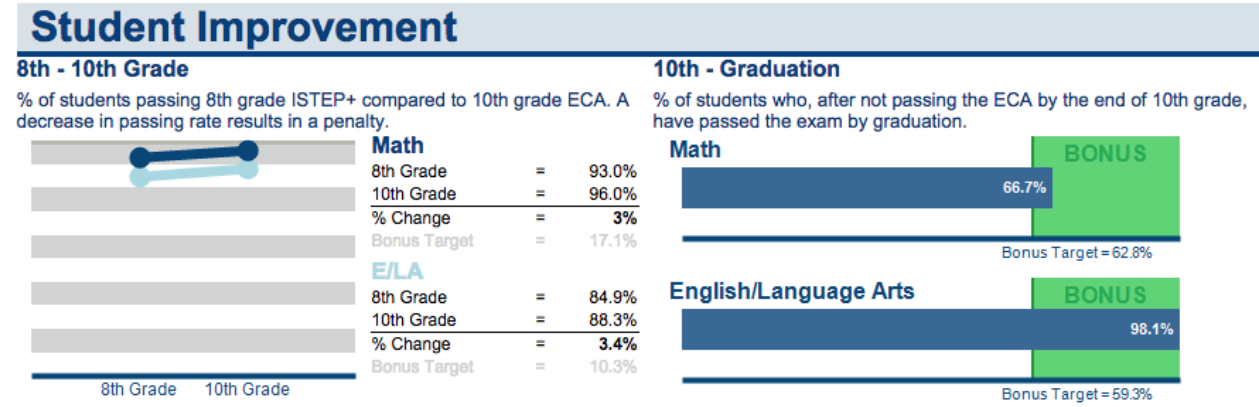 Student Improvement
8th - 10th Grade
% of students passing 8th grade ISTEP+ compared to 10th grade ECA. A
decrease in passing rate results in a penalty.
Math
8th Grade = 93.0%
10th Grade = 96.0%
% Change = 3%
Bonus Target = 17.1%
E/LA
8th Grade = 84.9%
10th Grade = 88.3%
% Change = 3.4%
Bonus Target = 10.3%
8th Grade 10th Grade
10th - Graduation
% of students who, after not passing the ECA by the end of 10th grade,
have passed the exam by graduation.
Math
BONUS
66.7%
Bonus Target = 62.8%
English/Language Arts
BONUS
98.1%
Bonus Target = 59.3%